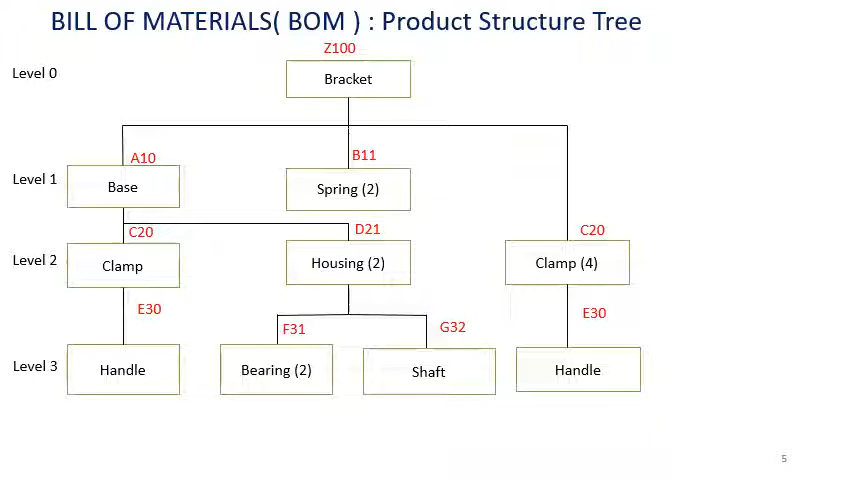 BILL OF MATERIALS( BOM ) : Product Structure Tree
Z100
Level 0
Bracket
A10
B11
Level 1
Base
Spring (2)
C20
D21
C20
Level 2
Clamp
Housing (2)
Clamp (4)
E30
F31
G32
E30
Level 3
Handle
Bearing (2)
Shaft
Handle
5